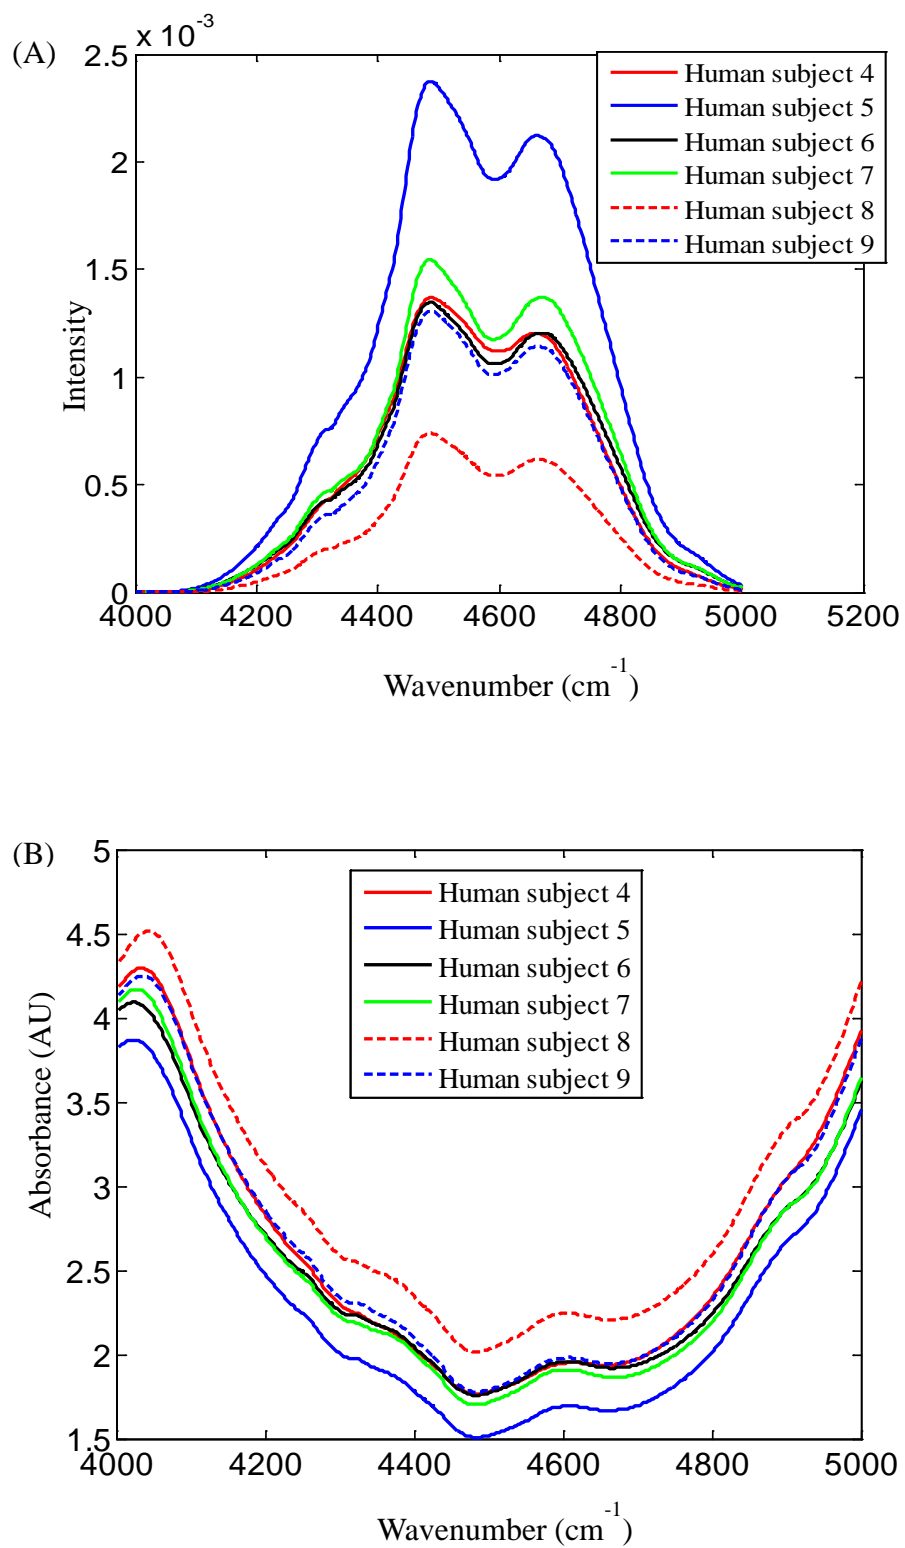 (A)
x 10^-3
2.5
2
1.5
1
0.5
0
Intensity
4000 4200 4400 4600 4800 5000 5200
Wavenumber (cm^-1)
Human subject 4
Human subject 5
Human subject 6
Human subject 7
Human subject 8
Human subject 9
(B)
5
4.5
4
3.5
3
2.5
2
1.5
Absorbance (AU)
4000 4200 4400 4600 4800 5000
Wavenumber (cm^-1)
Human subject 4
Human subject 5
Human subject 6
Human subject 7
Human subject 8
Human subject 9